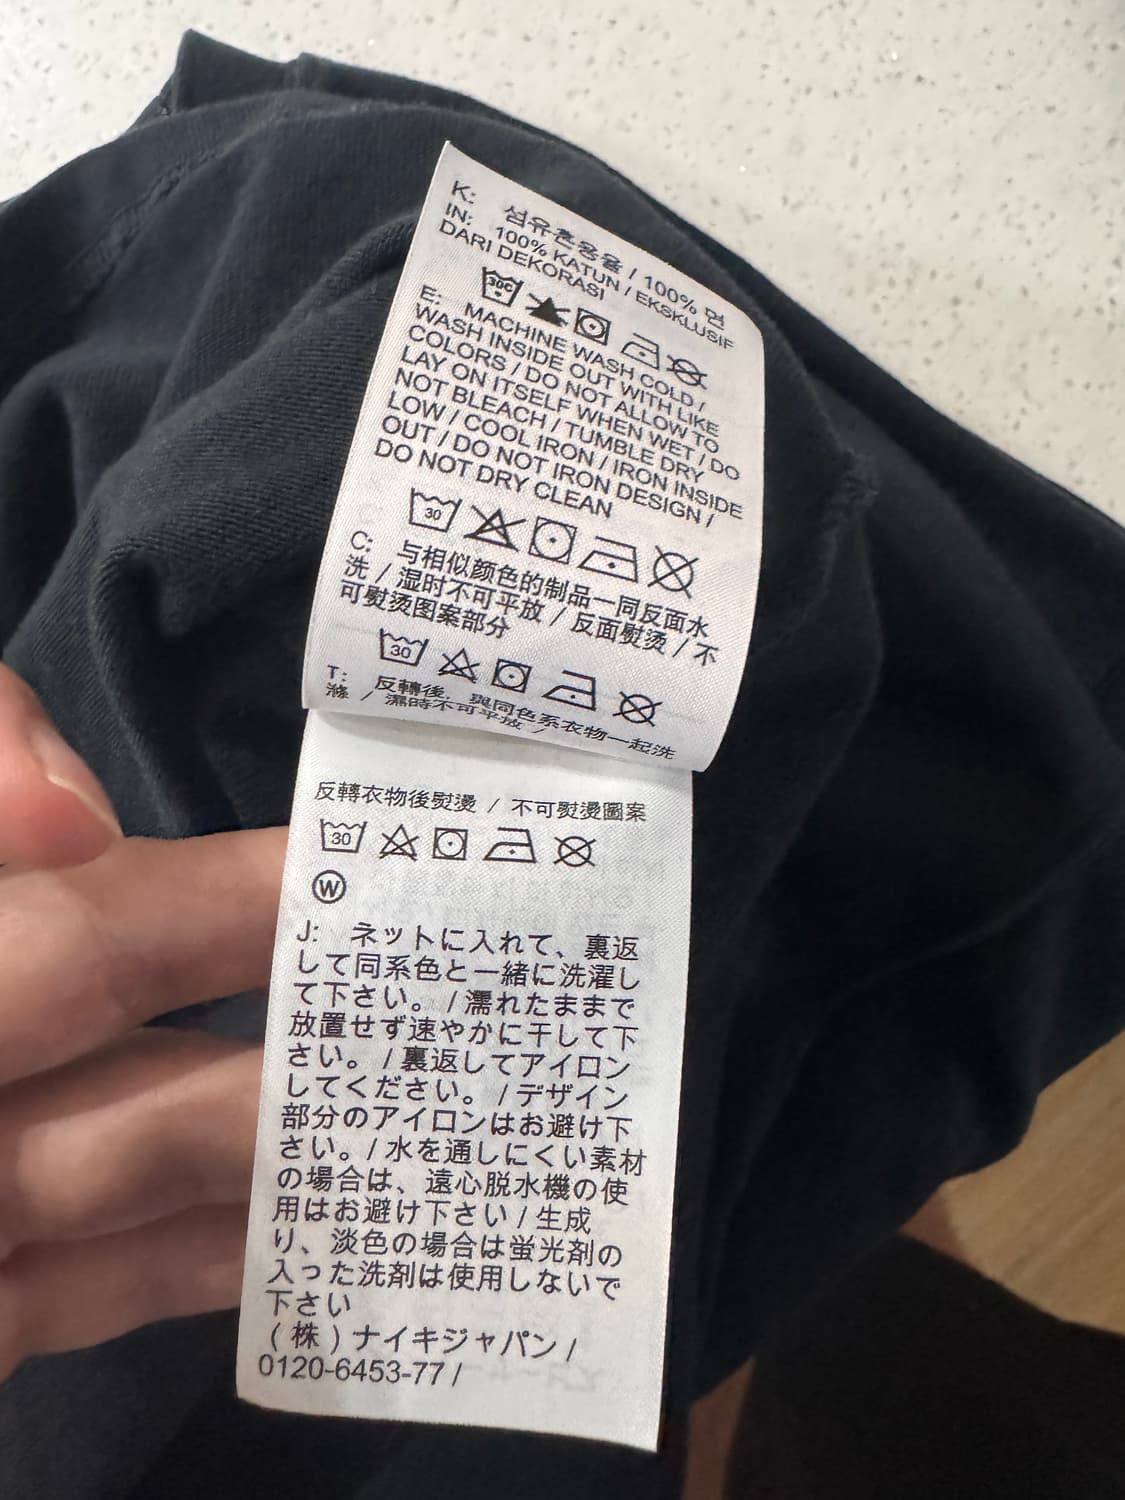 K: 섬유혼용율 / 100% 면
IN: 100% KATUN / EKSKLUSIF
DARI DEKORASI
30C
E: MACHINE WASH COLD /
WASH INSIDE OUT WITH LIKE
COLORS / DO NOT ALLOW TO
LAY ON ITSELF WHEN WET / DO
NOT BLEACH / TUMBLE DRY
LOW / COOL IRON / IRON INSIDE
OUT / DO NOT IRON DESIGN /
DO NOT DRY CLEAN
30
C: 与相似颜色的制品一同反面水
洗 / 湿时不可平放 / 反面熨烫 / 不
可熨烫图案部分
30
T: 反轉後, 與同色系衣物一起洗
滌 / 濕時不可平放 /
反轉衣物後熨燙 / 不可熨燙圖案
30
W
J: ネットに入れて、裏返
して同系色と一緒に洗濯し
て下さい。 / 濡れたままで
放置せず速やかに干して下
さい。 / 裏返してアイロン
してください。 / デザイン
部分のアイロンはお避け下
さい。/ 水を通しにくい素材
の場合は、遠心脱水機の使
用はお避け下さい / 生成
り、淡色の場合は蛍光剤の
入った洗剤は使用しないで
下さい
(株)ナイキジャパン /
0120-6453-77 /